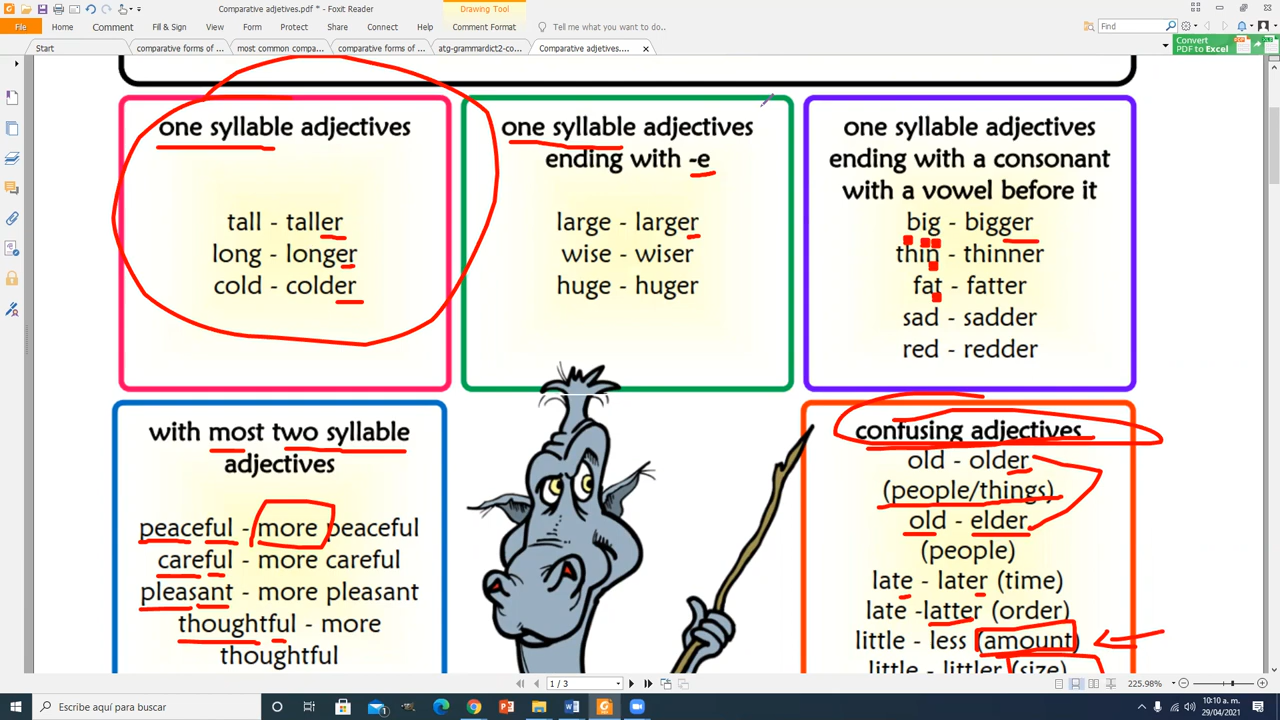 Comparative adjetives.pdf * - Foxit Reader
Drawing Tool
File
Home
Comment
Fill & Sign
Form
Protect
Share
Connect
Help
Comment Format
Tell me what you want to do...
Find
Start
comparative forms of ...
most common compa...
comparative forms of ...
atg-grammardict2-co...
Comparative adjetives....
Convert
PDF to Excel
one syllable adjectives
tall - taller
long - longer
cold - colder
one syllable adjectives
ending with -e
large - larger
wise - wiser
huge - huger
one syllable adjectives
ending with a consonant
with a vowel before it
big - bigger
thin - thinner
fat - fatter
sad - sadder
red - redder
with most two syllable
adjectives
peaceful - more peaceful
careful - more careful
pleasant - more pleasant
thoughtful - more
thoughtful
confusing adjectives
old - older
(people/things)
old - elder
(people)
late - later (time)
late -latter (order)
little - less (amount)
little - littler (size)
1 / 3
225.98%
Escribe aquí para buscar
10:10 a.m.
29/04/2021